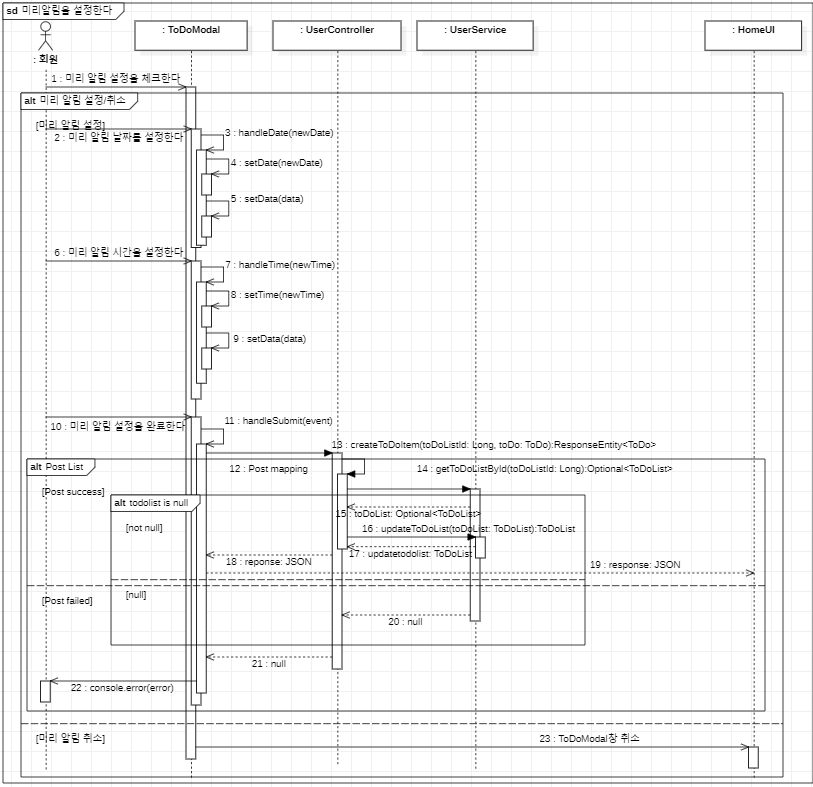 sd 미리알림을 설정한다
: 회원
: ToDoModal
: UserController
: UserService
: HomeUI
1 : 미리 알림 설정을 체크한다
alt 미리 알림 설정/취소
[미리 알림 설정]
2 : 미리 알림 날짜를 설정한다
3 : handleDate(newDate)
4 : setDate(newDate)
5 : setData(data)
6 : 미리 알림 시간을 설정한다
7 : handleTime(newTime)
8 : setTime(newTime)
9 : setData(data)
10 : 미리 알림 설정을 완료한다
11 : handleSubmit(event)
13 : createToDoItem(toDoListId: Long, toDo: ToDo):ResponseEntity<ToDo>
alt Post List
12 : Post mapping
14 : getToDoListById(toDoListId: Long):Optional<ToDoList>
[Post success]
alt todolist is null
15 : toDoList: Optional<ToDoList>
[not null]
16 : updateToDoList(toDoList: ToDoList):ToDoList
17 : updatetodolist: ToDoList
18 : reponse: JSON
19 : response: JSON
[Post failed]
[null]
20 : null
21 : null
22 : console.error(error)
[미리 알림 취소]
23 : ToDoModal창 취소